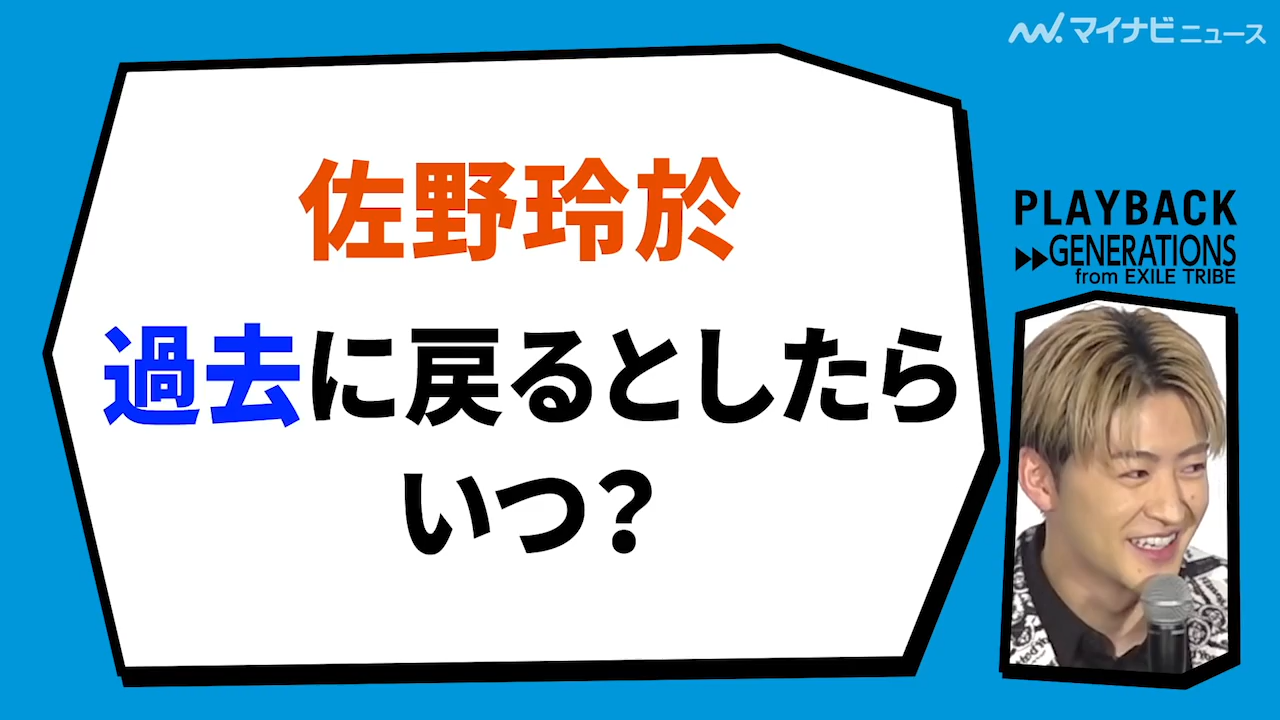 マイナビニュース
佐野玲於
過去に戻るとしたら
いつ？
PLAYBACK
GENERATIONS
from EXILE TRIBE